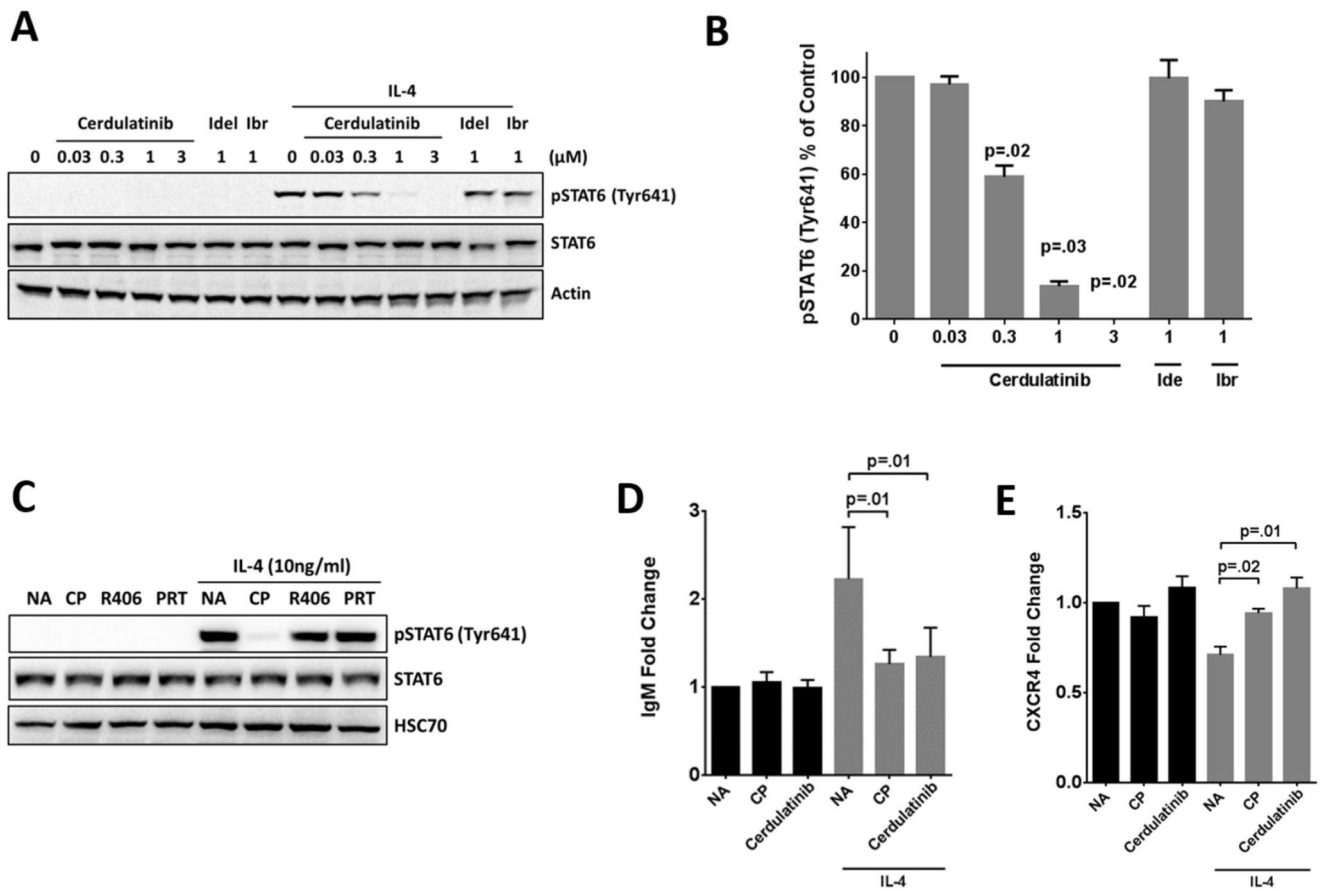 A
IL-4
Cerdulatinib Idel Ibr Cerdulatinib Idel Ibr
0 0.03 0.3 1 3 1 1 0 0.03 0.3 1 3 1 1 (µM)
pSTAT6 (Tyr641)
STAT6
Actin
B
pSTAT6 (Tyr641) % of Control
100
80
60
40
20
0
p=.02
p=.03
p=.02
0 0.03 0.3 1 3 1 1
Cerdulatinib Ide Ibr
C
IL-4 (10ng/ml)
NA CP R406 PRT NA CP R406 PRT
pSTAT6 (Tyr641)
STAT6
HSC70
D
IgM Fold Change
3
2
1
0
p=.01
p=.01
NA CP Cerdulatinib NA CP Cerdulatinib
IL-4
E
CXCR4 Fold Change
1.5
1.0
0.5
0.0
p=.01
p=.02
NA CP Cerdulatinib NA CP Cerdulatinib
IL-4